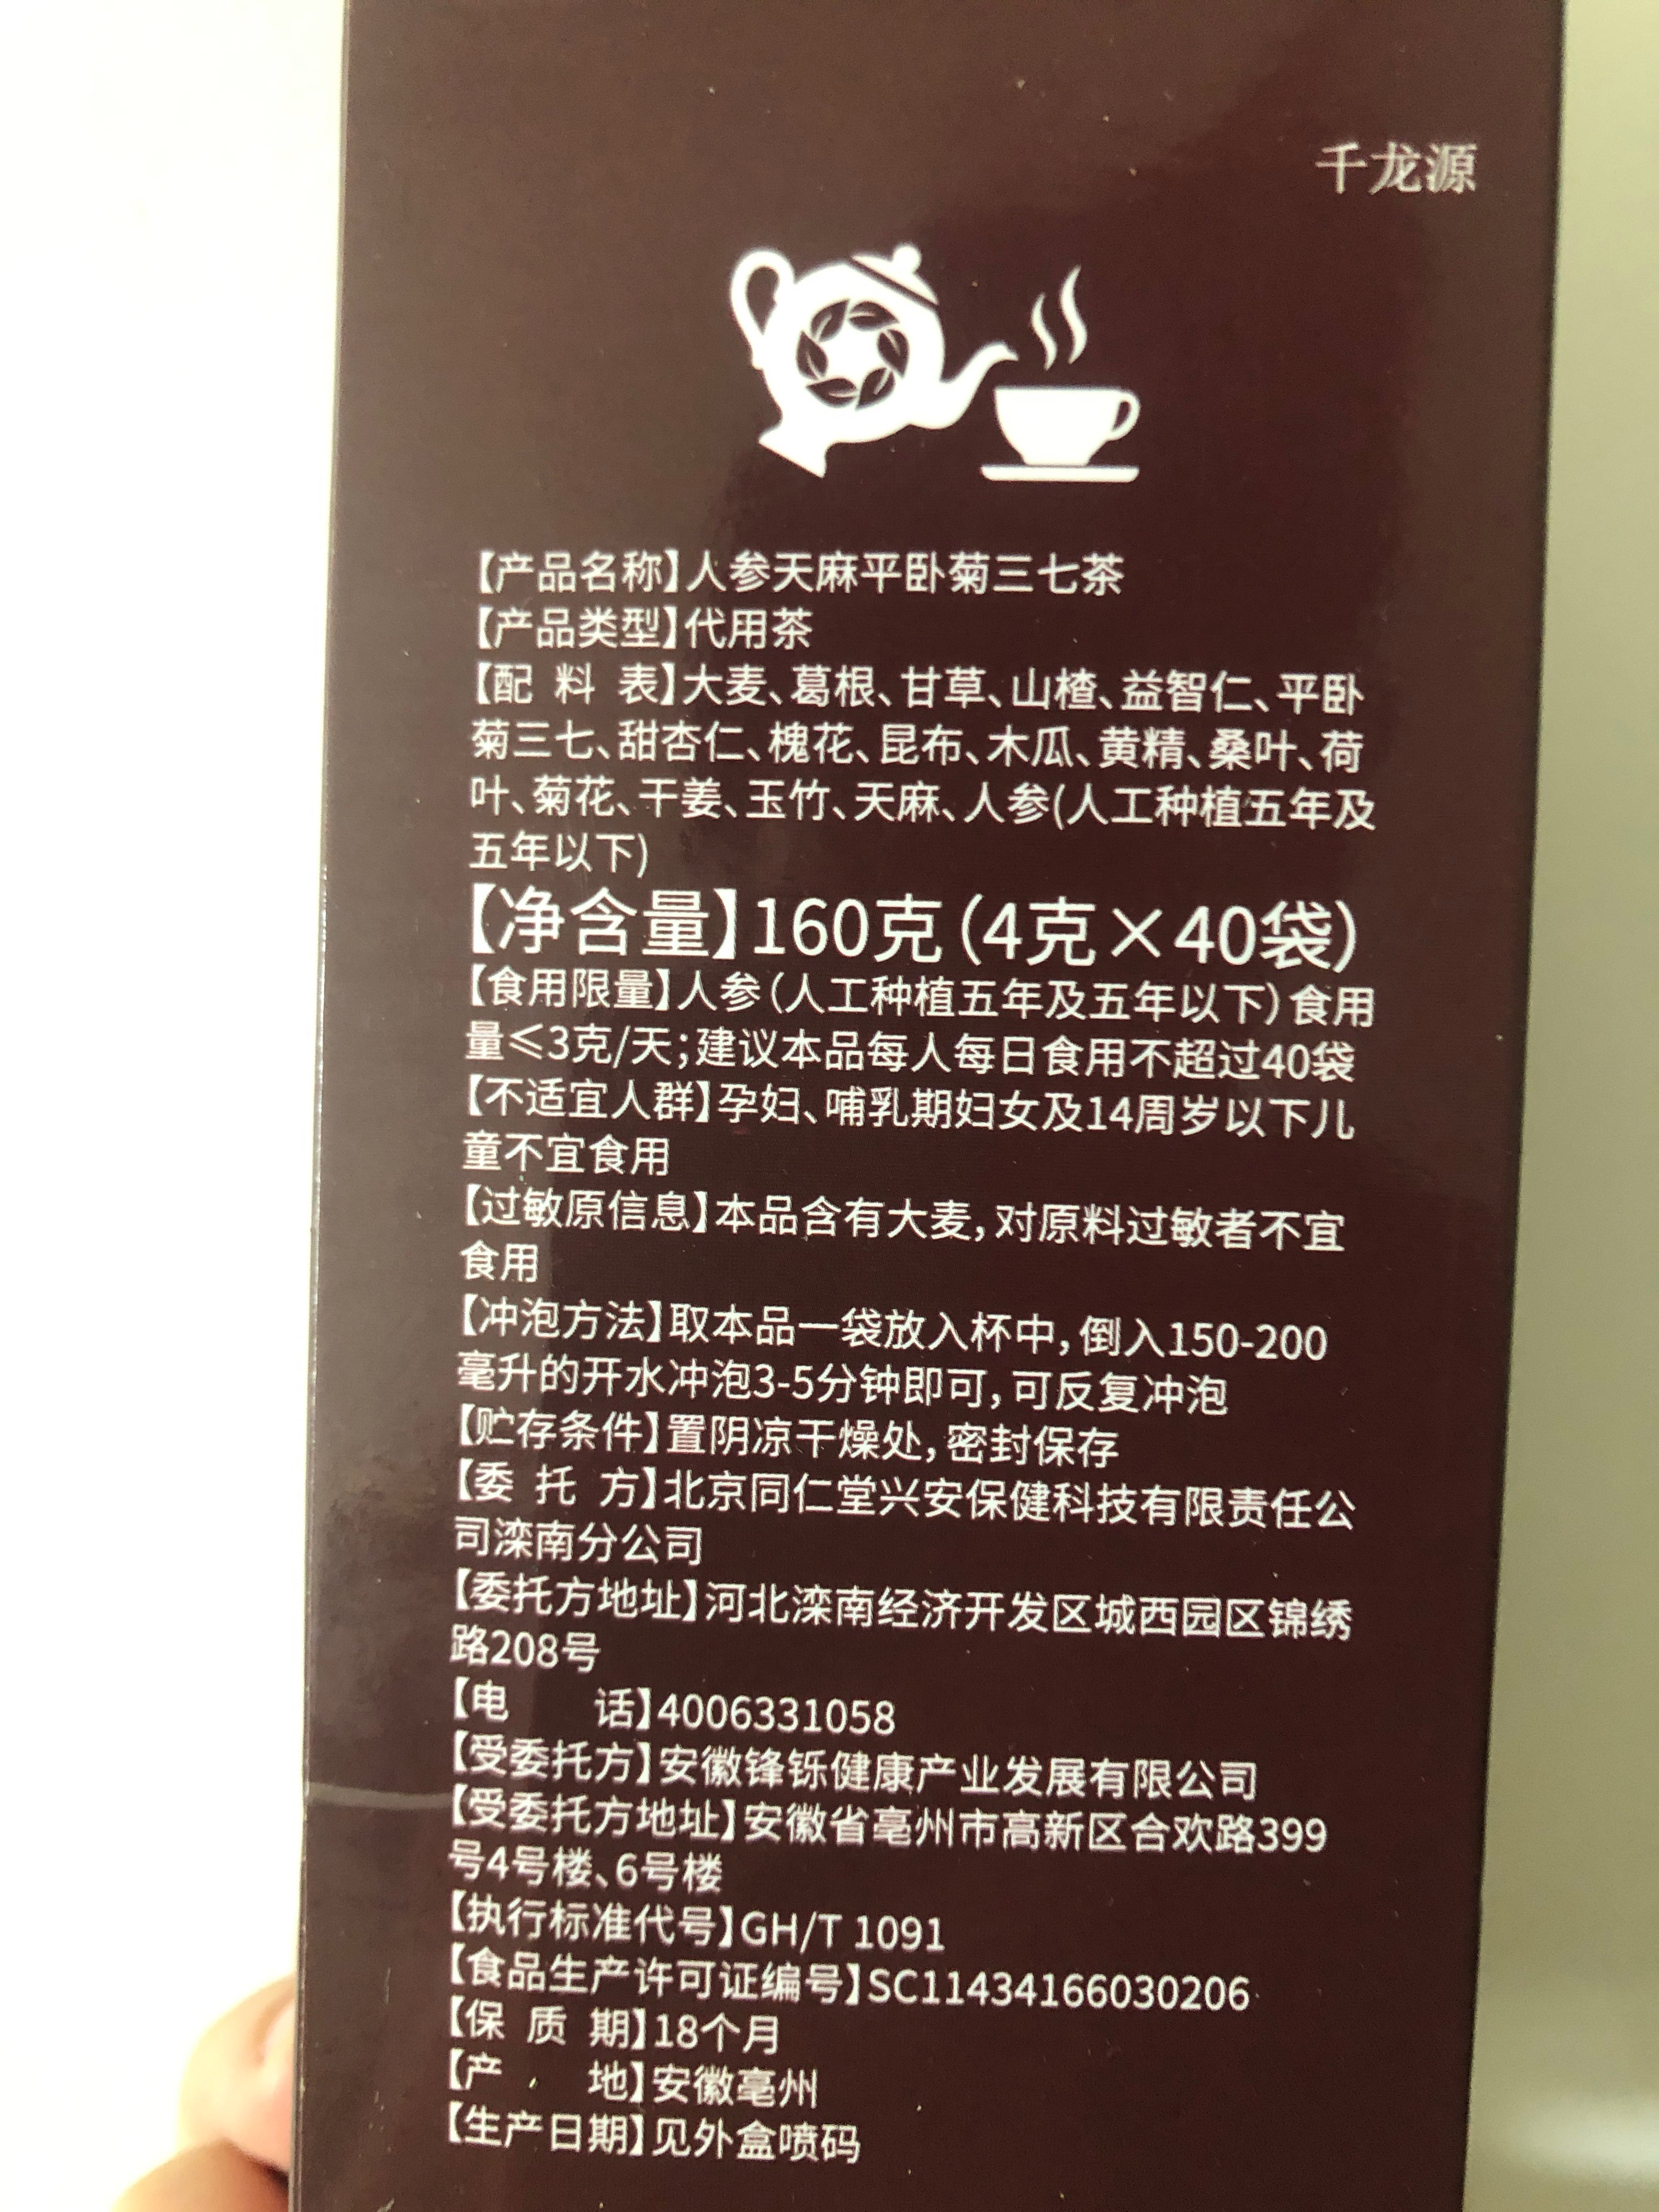 千龙源
【产品名称】人参天麻平卧菊三七茶
【产品类型】代用茶
【配 料 表】大麦、葛根、甘草、山楂、益智仁、平卧
菊三七、甜杏仁、槐花、昆布、木瓜、黄精、桑叶、荷
叶、菊花、干姜、玉竹、天麻、人参(人工种植五年及
五年以下)
【净含量】160克(4克×40袋)
【食用限量】人参(人工种植五年及五年以下)食用
量≤3克/天;建议本品每人每日食用不超过40袋
【不适宜人群】孕妇、哺乳期妇女及14周岁以下儿
童不宜食用
【过敏原信息】本品含有大麦,对原料过敏者不宜
食用
【冲泡方法】取本品一袋放入杯中,倒入150-200
毫升的开水冲泡3-5分钟即可,可反复冲泡
【贮存条件】置阴凉干燥处,密封保存
【委 托 方】北京同仁堂兴安保健科技有限责任公
司滦南分公司
【委托方地址】河北滦南经济开发区城西园区锦绣
路208号
【电 话】4006331058
【受委托方】安徽锋铄健康产业发展有限公司
【受委托方地址】安徽省亳州市高新区合欢路399
号4号楼、6号楼
【执行标准代号】GH/T 1091
【食品生产许可证编号】SC11434166030206
【保 质 期】18个月
【产 地】安徽亳州
【生产日期】见外盒喷码